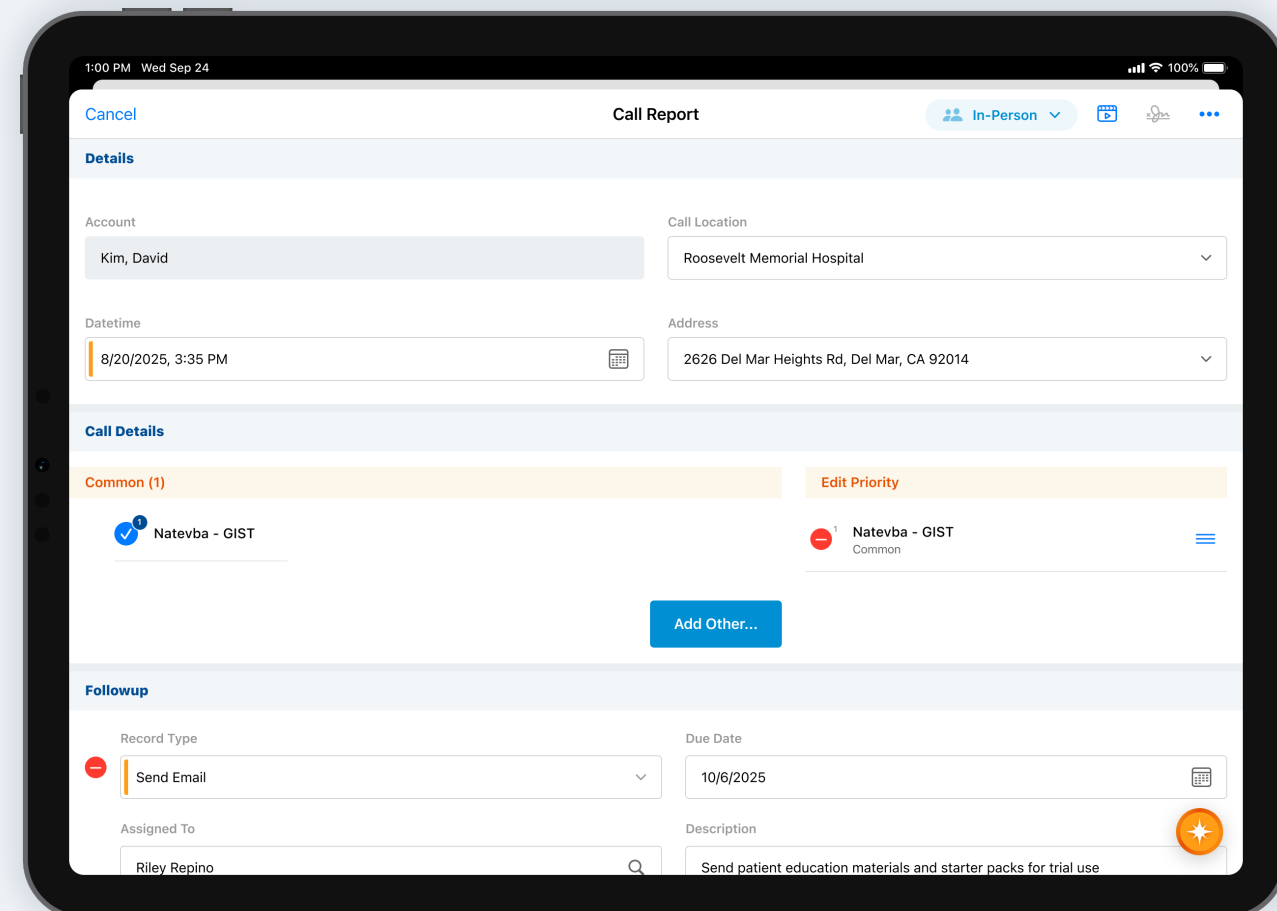 1:00 PM Wed Sep 24 100%
Cancel Call Report In-Person
Details
Account Call Location
Kim, David Roosevelt Memorial Hospital
Datetime Address
8/20/2025, 3:35 PM 2626 Del Mar Heights Rd, Del Mar, CA 92014
Call Details
Common (1) Edit Priority
1 Natevba - GIST 1 Natevba - GIST
Common
Add Other...
Followup
Record Type Due Date
Send Email 10/6/2025
Assigned To Description
Riley Repino Send patient education materials and starter packs for trial use